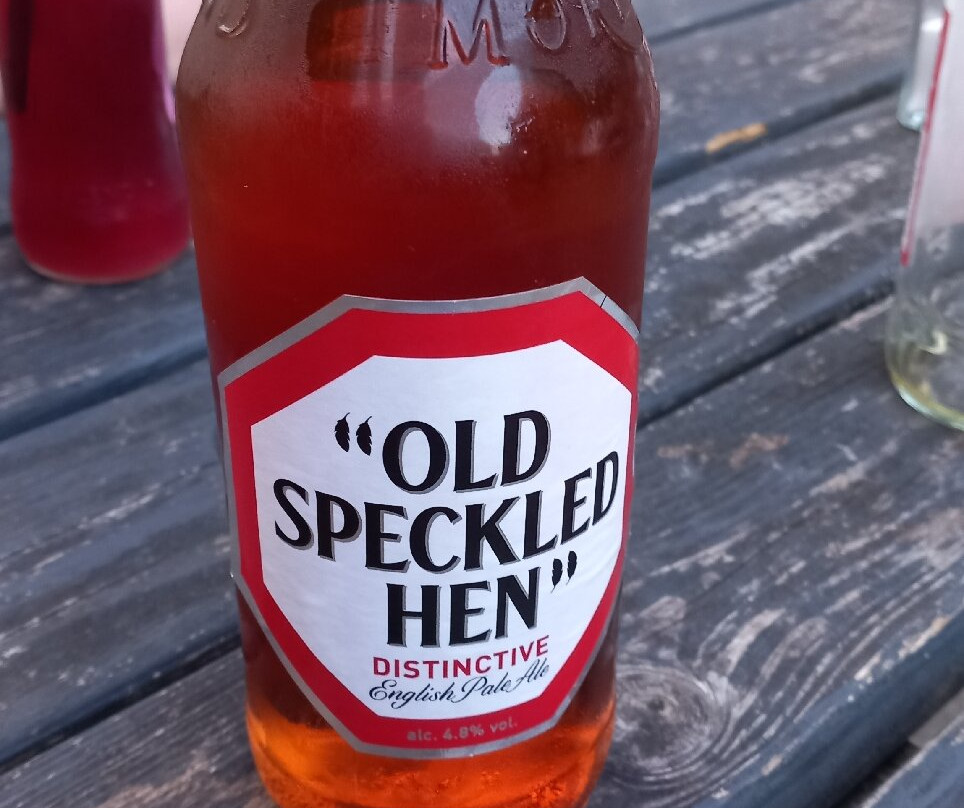 “OLD
SPECKLED
HEN”
DISTINCTIVE
English Pale Ale
alc. 4.8% vol.